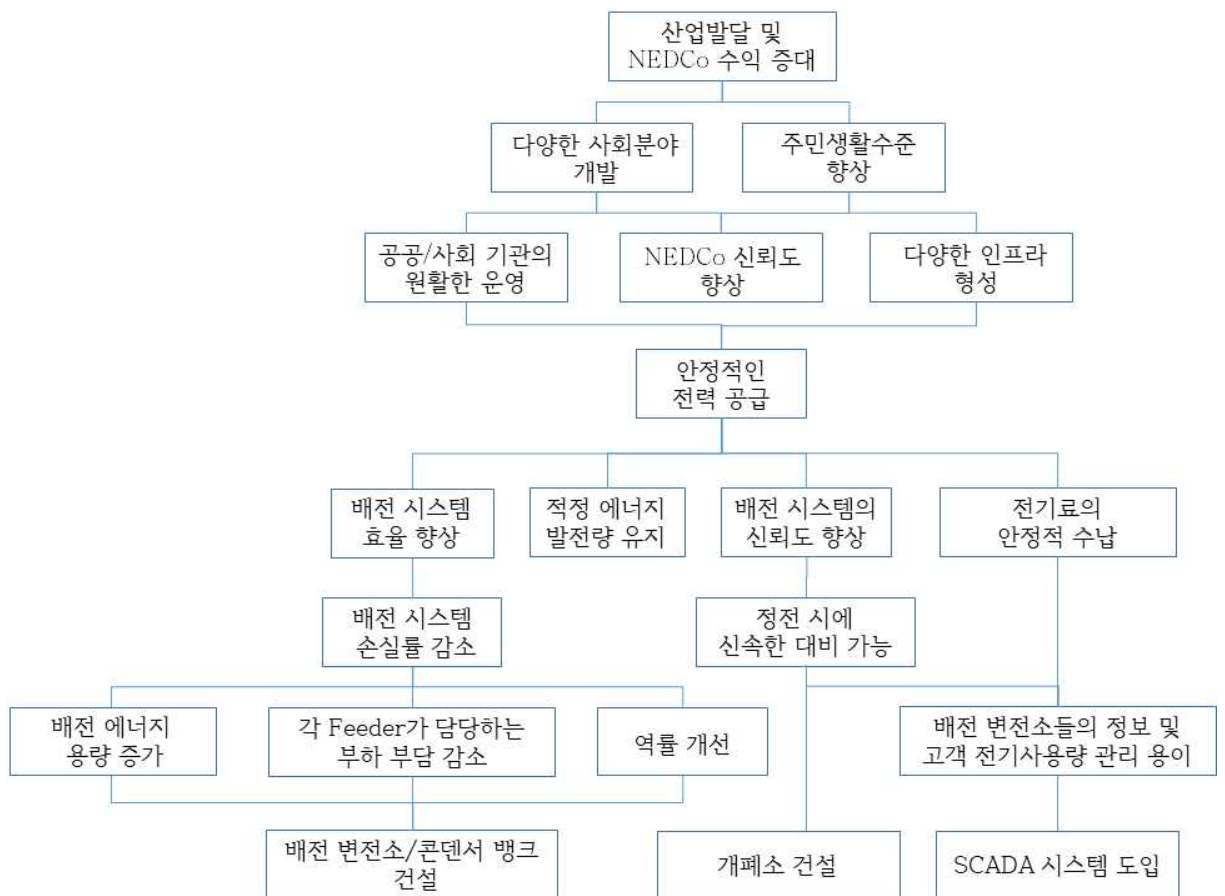 산업발달 및
NEDCo 수익 증대
다양한 사회분야
개발
주민생활수준
향상
공공/사회 기관의
원활한 운영
NEDCo 신뢰도
향상
다양한 인프라
형성
안정적인
전력 공급
배전 시스템
효율 향상
적정 에너지
발전량 유지
배전 시스템의
신뢰도 향상
전기료의
안정적 수납
배전 시스템
손실률 감소
정전 시에
신속한 대비 가능
배전 에너지
용량 증가
각 Feeder가 담당하는
부하 부담 감소
역률 개선
배전 변전소들의 정보 및
고객 전기사용량 관리 용이
배전 변전소/콘덴서 뱅크
건설
개폐소 건설
SCADA 시스템 도입